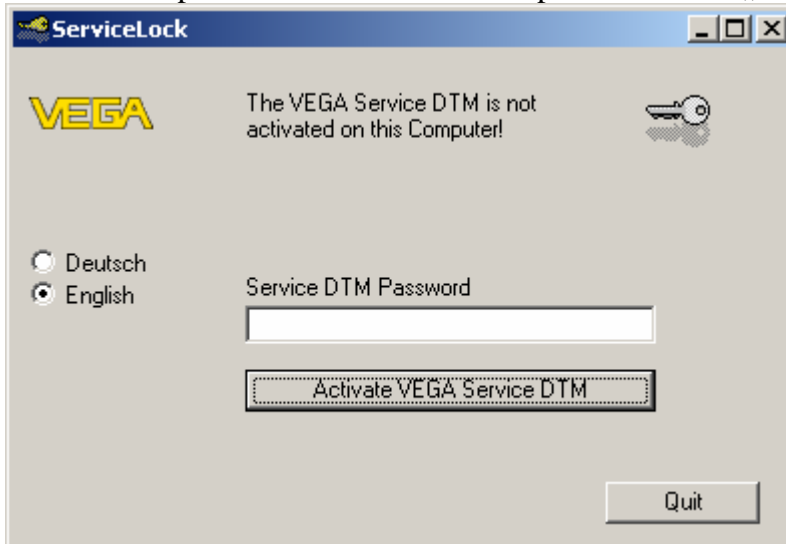 ServiceLock
VEGA
The VEGA Service DTM is not
activated on this Computer!
Deutsch
English
Service DTM Password
Activate VEGA Service DTM
Quit